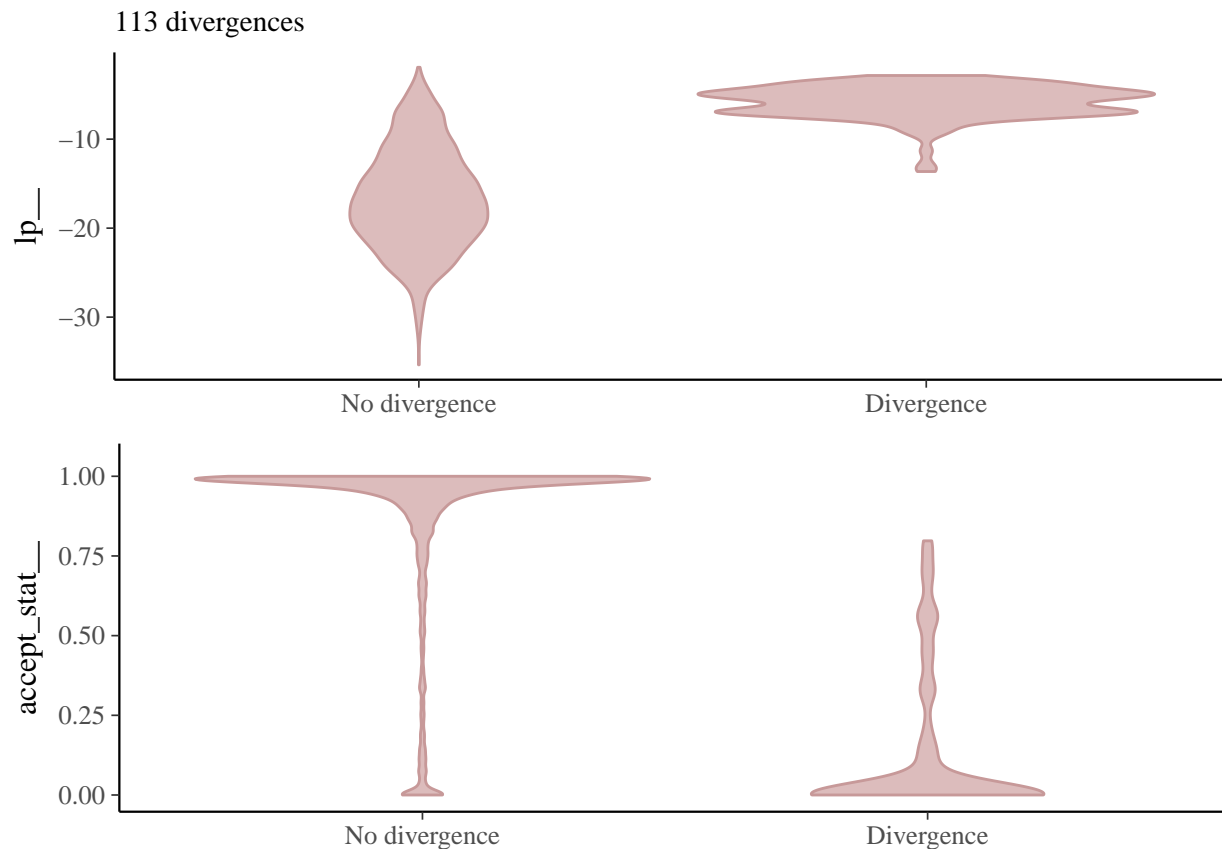 113 divergences
lp__
−10
−20
−30
No divergence
Divergence
accept_stat__
1.00
0.75
0.50
0.25
0.00
No divergence
Divergence